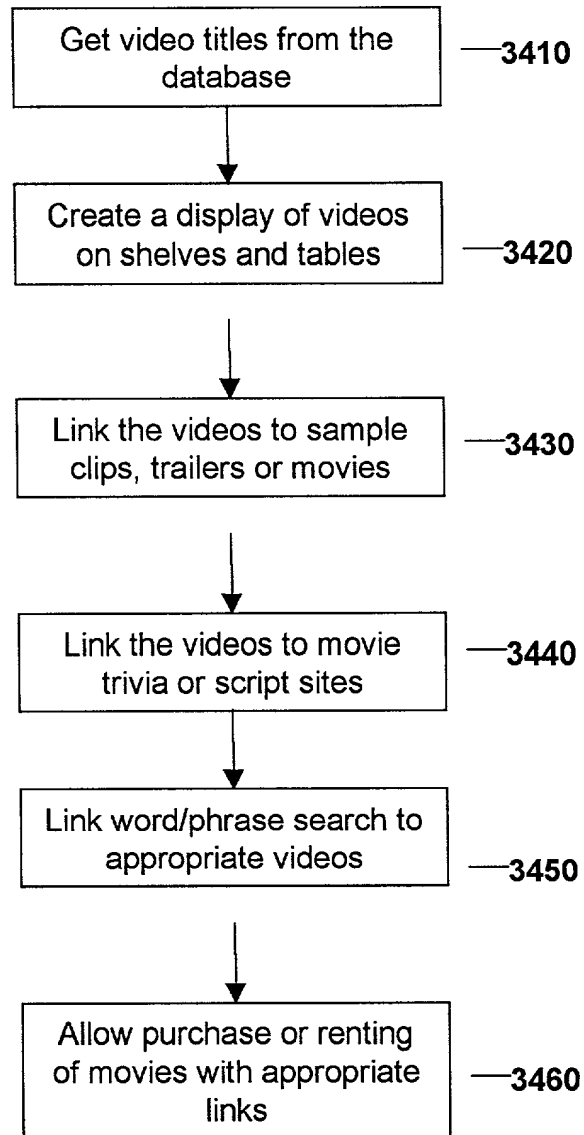 Get video titles from the
database
3410
Create a display of videos
on shelves and tables
3420
Link the videos to sample
clips, trailers or movies
3430
Link the videos to movie
trivia or script sites
3440
Link word/phrase search to
appropriate videos
3450
Allow purchase or renting
of movies with appropriate
links
3460